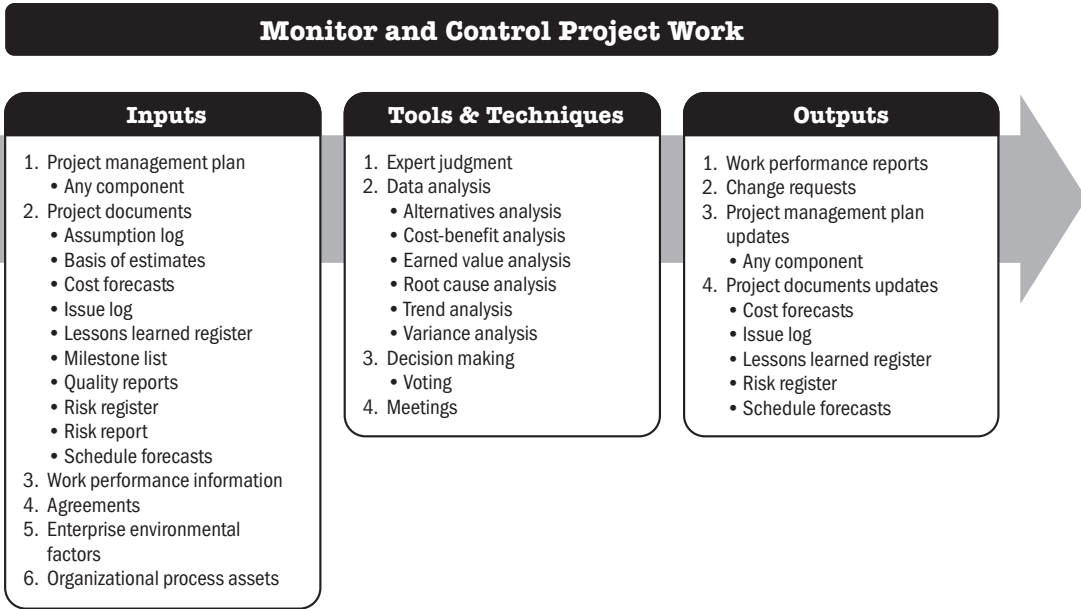 Monitor and Control Project Work
Inputs
1. Project management plan
• Any component
2. Project documents
• Assumption log
• Basis of estimates
• Cost forecasts
• Issue log
• Lessons learned register
• Milestone list
• Quality reports
• Risk register
• Risk report
• Schedule forecasts
3. Work performance information
4. Agreements
5. Enterprise environmental
factors
6. Organizational process assets
Tools & Techniques
1. Expert judgment
2. Data analysis
• Alternatives analysis
• Cost-benefit analysis
• Earned value analysis
• Root cause analysis
• Trend analysis
• Variance analysis
3. Decision making
• Voting
4. Meetings
Outputs
1. Work performance reports
2. Change requests
3. Project management plan
updates
• Any component
4. Project documents updates
• Cost forecasts
• Issue log
• Lessons learned register
• Risk register
• Schedule forecasts